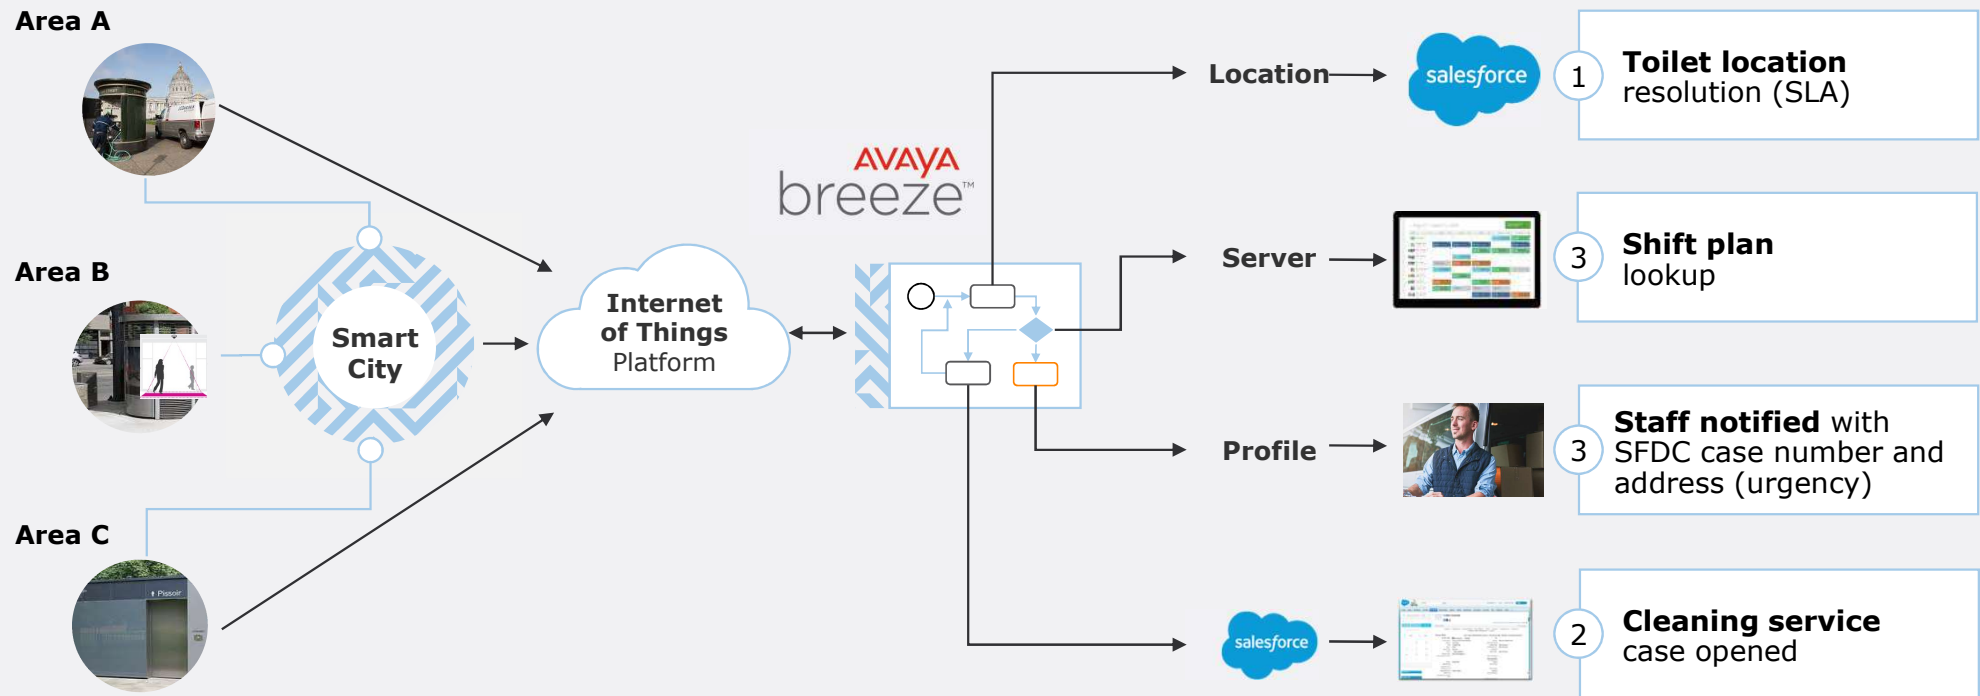 Area A
Area B
Area C
↑ Pissoir
Smart
City
Internet
of Things
Platform
AVAYA
breeze™
Location
salesforce
1
Toilet location
resolution (SLA)
Server
3
Shift plan
lookup
Profile
3
Staff notified with
SFDC case number and
address (urgency)
salesforce
2
Cleaning service
case opened